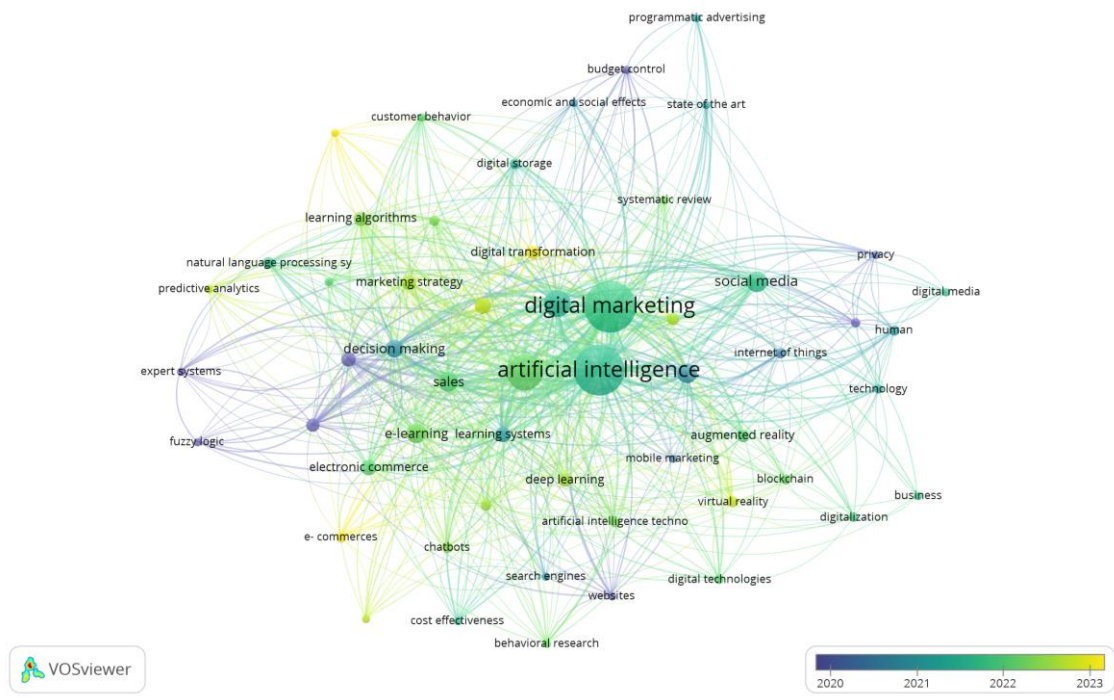 programmatic advertising
budget control
economic and social effects
state of the art
customer behavior
digital storage
systematic review
learning algorithms
digital transformation
privacy
natural language processing sy
marketing strategy
social media
predictive analytics
digital media
digital marketing
human
decision making
internet of things
expert systems
artificial intelligence
sales
technology
fuzzy logic
e-learning
learning systems
augmented reality
mobile marketing
electronic commerce
deep learning
blockchain
virtual reality
business
artificial intelligence techno
digitalization
e- commerces
chatbots
search engines
digital technologies
websites
cost effectiveness
behavioral research
VOSviewer
2020 2021 2022 2023